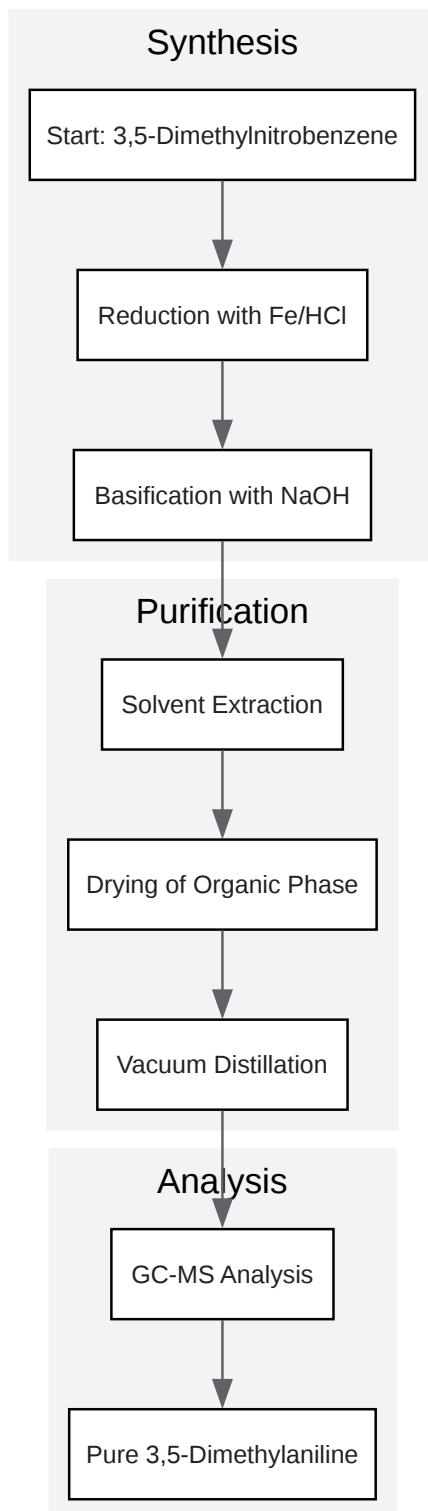 Synthesis
Start: 3,5-Dimethylnitrobenzene
Reduction with Fe/HCl
Basification with NaOH
Purification
Solvent Extraction
Drying of Organic Phase
Vacuum Distillation
Analysis
GC-MS Analysis
Pure 3,5-Dimethylaniline